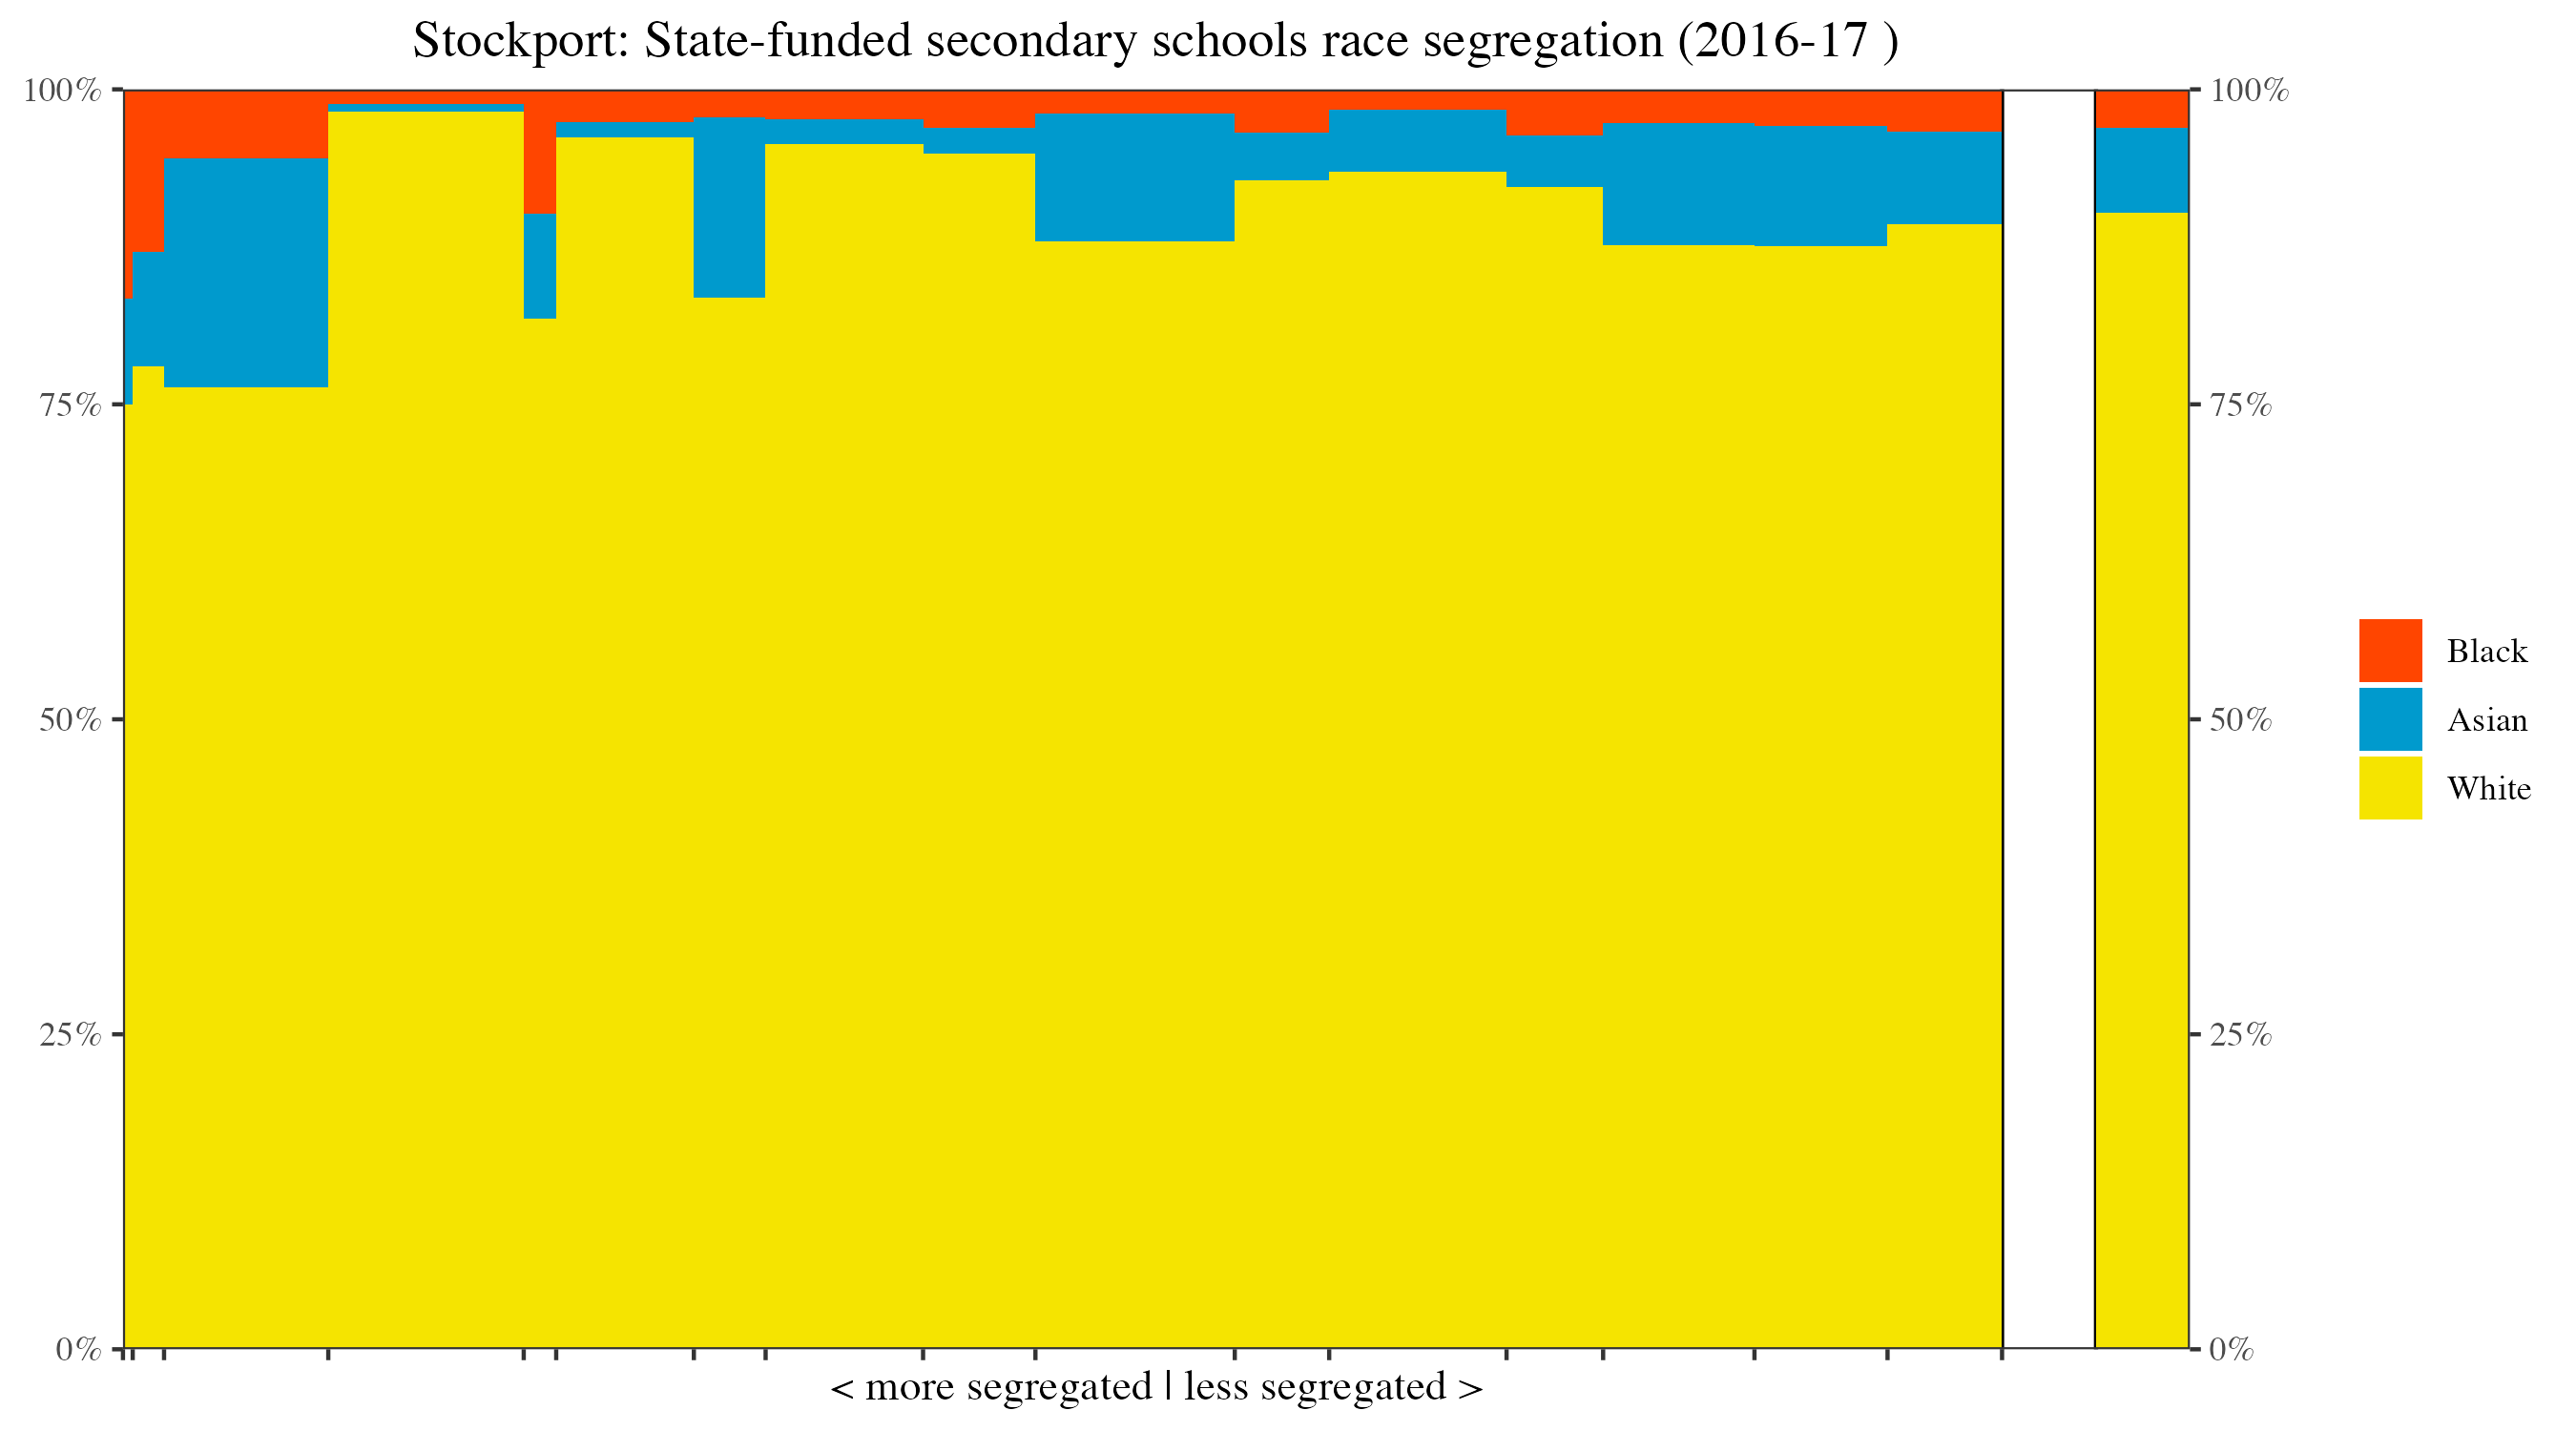 Stockport: State-funded secondary schools race segregation (2016-17 )
100%
75%
50%
25%
0%
100%
75%
50%
25%
0%
Black
Asian
White
< more segregated | less segregated >